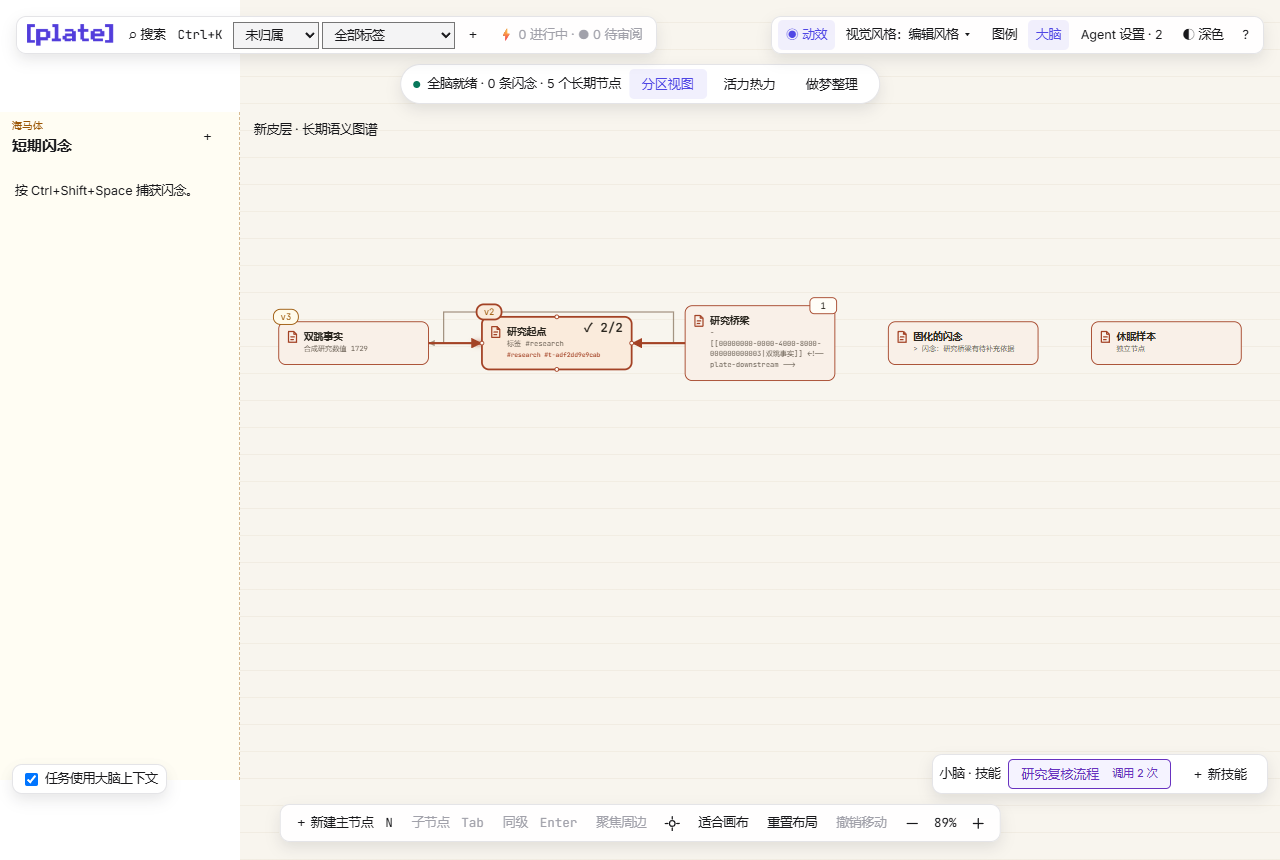 [plate] 搜索 Ctrl+K 未归属 全部标签 + 0 进行中 · 0 待审阅 动效 视觉风格: 编辑风格 图例 大脑 Agent 设置 · 2 深色 ?
全脑就绪 · 0 条闪念 · 5 个长期节点 分区视图 活力热力 做梦整理
海马体
短期闪念 +
按 Ctrl+Shift+Space 捕获闪念。
新皮层 · 长期语义图谱
v3
双跳事实
合成研究数值 1729
v2
✓ 2/2
研究起点
标签 #research
#research #t-adf2dd9e9cab
1
研究桥梁
-
[[00000000-0000-4000-8000-
000000000003|双跳事实]] <!--
plate-downstream -->
固化的闪念
> 闪念：研究桥梁有待补充依据
休眠样本
独立节点
任务使用大脑上下文
小脑 · 技能 研究复核流程 调用 2 次 + 新技能
+ 新建主节点 N 子节点 Tab 同级 Enter 聚焦周边 适合画布 重置布局 撤销移动 — 89% +